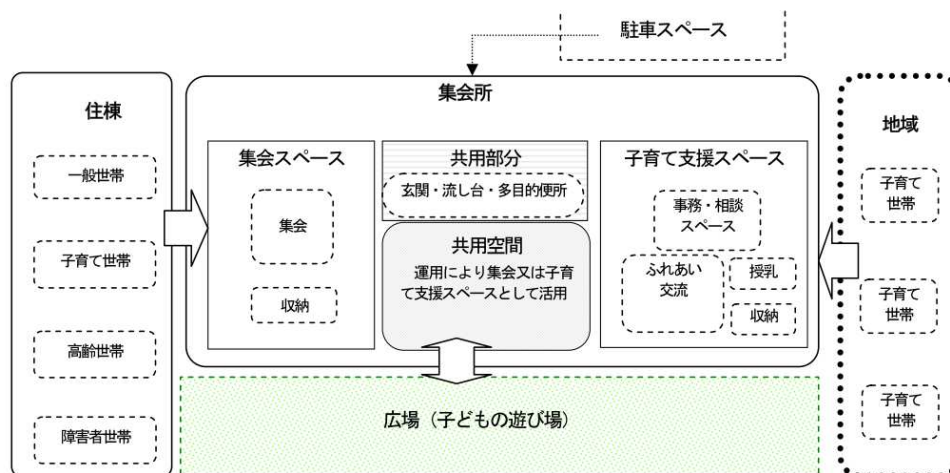 駐車スペース
住棟
一般世帯
子育て世帯
高齢世帯
障害者世帯
集会所
集会スペース
集会
収納
共用部分
玄関・流し台・多目的便所
共用空間
運用により集会又は子育
て支援スペースとして活用
子育て支援スペース
事務・相談
スペース
ふれあい
交流
授乳
収納
広場（子どもの遊び場）
地域
子育て
世帯
子育て
世帯
子育て
世帯